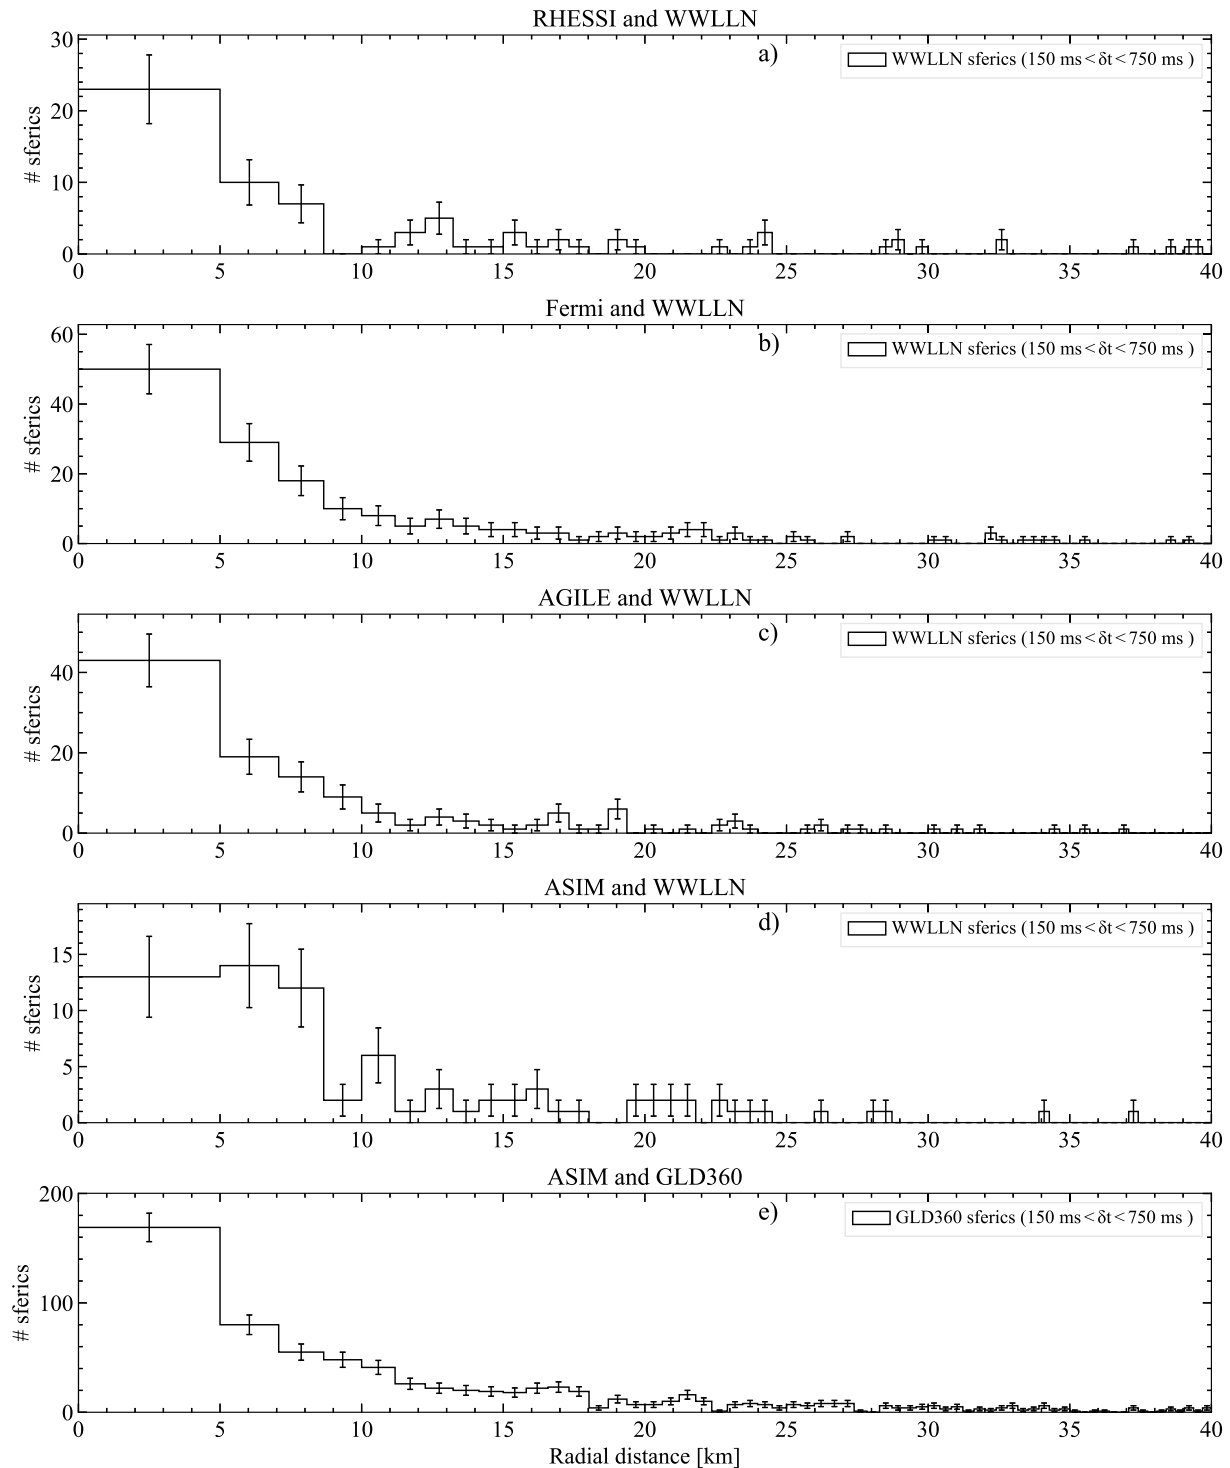 RHESSI and WWLLN
a)
WWLLN sferics (150 ms < δt < 750 ms )
# sferics
30
20
10
0
0 5 10 15 20 25 30 35 40
Fermi and WWLLN
b)
WWLLN sferics (150 ms < δt < 750 ms )
# sferics
60
40
20
0
0 5 10 15 20 25 30 35 40
AGILE and WWLLN
c)
WWLLN sferics (150 ms < δt < 750 ms )
# sferics
40
20
0
0 5 10 15 20 25 30 35 40
ASIM and WWLLN
d)
WWLLN sferics (150 ms < δt < 750 ms )
# sferics
15
10
5
0
0 5 10 15 20 25 30 35 40
ASIM and GLD360
e)
GLD360 sferics (150 ms < δt < 750 ms )
# sferics
200
100
0
0 5 10 15 20 25 30 35 40
Radial distance [km]